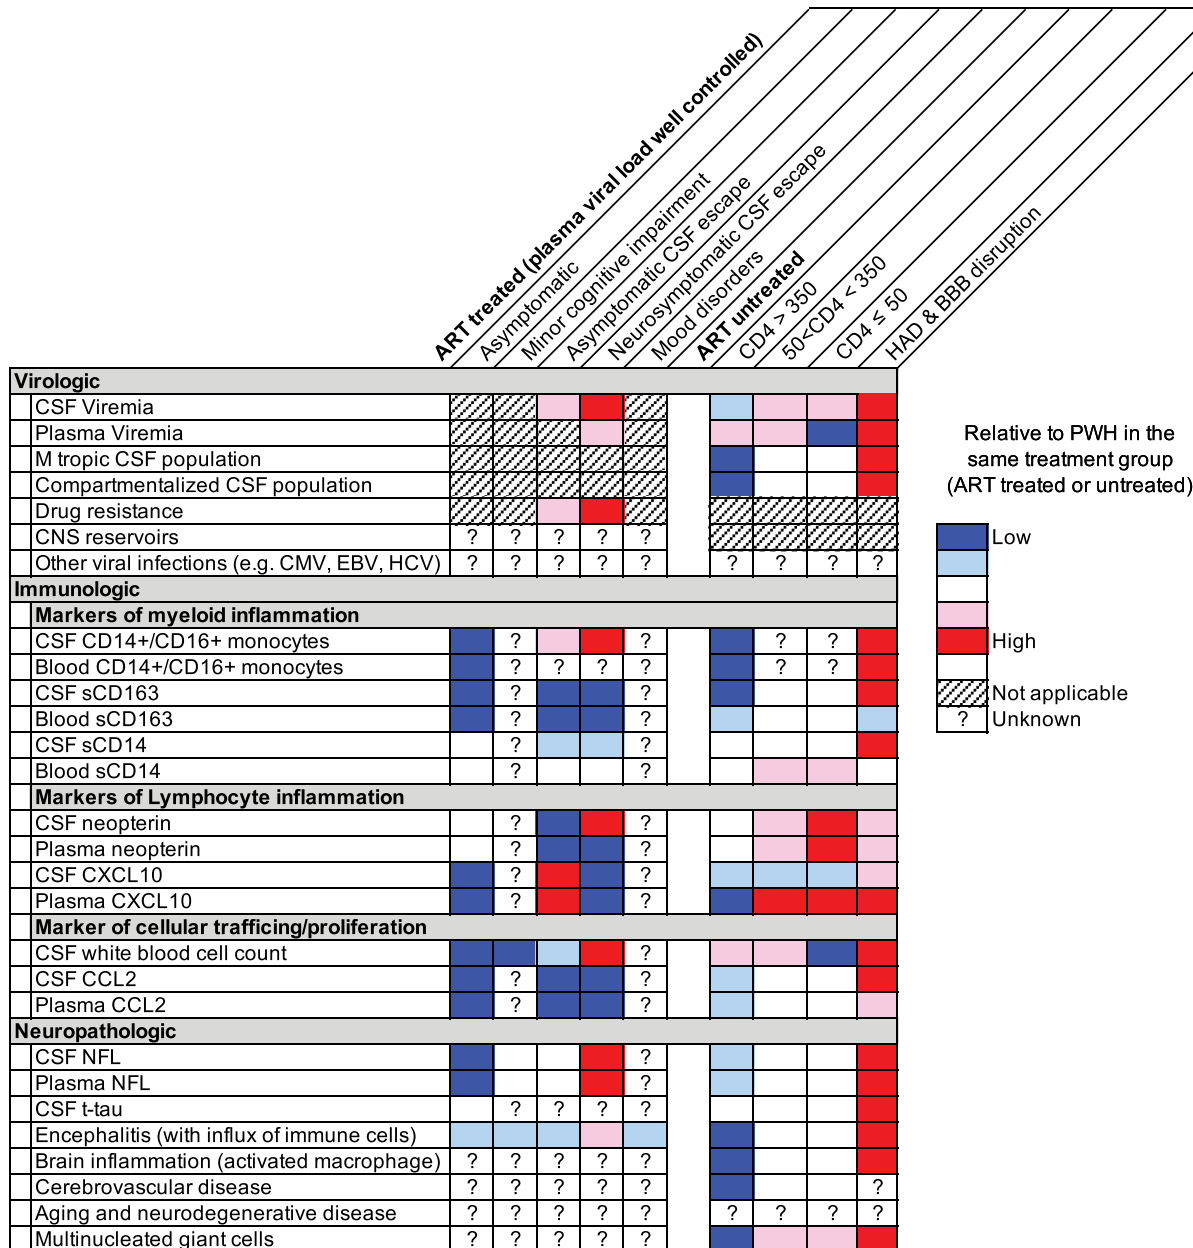 ART treated (plasma viral load well controlled)
Asymptomatic
Minor cognitive impairment
Asymptomatic CSF escape
Neurosymptomatic CSF escape
Mood disorders
ART untreated
CD4 > 350
50<CD4 < 350
CD4 ≤ 50
HAD & BBB disruption
Virologic
CSF Viremia
Plasma Viremia
M tropic CSF population
Compartmentalized CSF population
Drug resistance
CNS reservoirs ? ? ? ? ?
Other viral infections (e.g. CMV, EBV, HCV) ? ? ? ? ? ? ? ? ?
Immunologic
Markers of myeloid inflammation
CSF CD14+/CD16+ monocytes ? ? ? ?
Blood CD14+/CD16+ monocytes ? ? ? ? ? ?
CSF sCD163 ? ?
Blood sCD163 ? ?
CSF sCD14 ? ?
Blood sCD14 ? ?
Markers of Lymphocyte inflammation
CSF neopterin ? ?
Plasma neopterin ? ?
CSF CXCL10 ? ?
Plasma CXCL10 ? ?
Marker of cellular trafficing/proliferation
CSF white blood cell count ?
CSF CCL2 ? ?
Plasma CCL2 ? ?
Neuropathologic
CSF NFL ?
Plasma NFL ?
CSF t-tau ? ? ? ?
Encephalitis (with influx of immune cells)
Brain inflammation (activated macrophage) ? ? ? ? ?
Cerebrovascular disease ? ? ? ? ? ?
Aging and neurodegenerative disease ? ? ? ? ? ? ? ? ?
Multinucleated giant cells
Relative to PWH in the
same treatment group
(ART treated or untreated)
Low
High
Not applicable
? Unknown